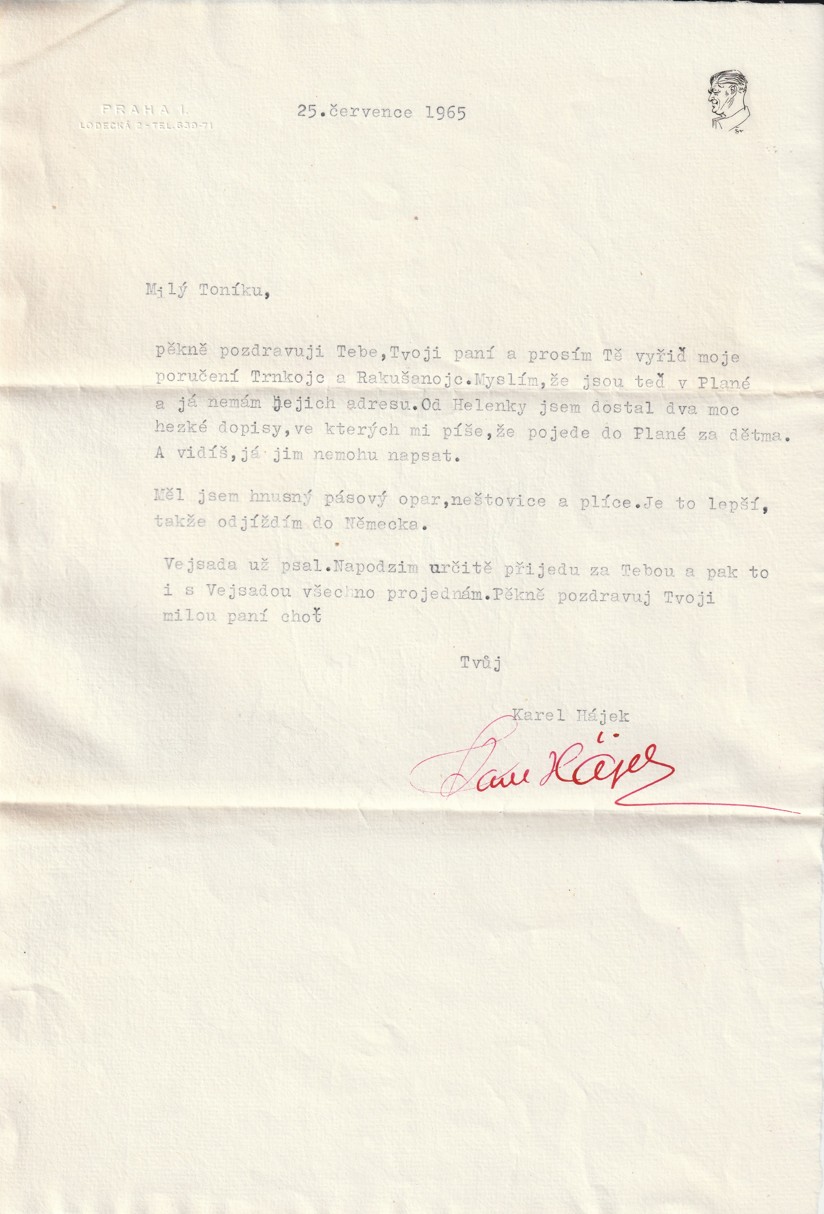 PRAHA I.
LODECKÁ 3-TEL.630-71
25.července 1965
Milý Toníku,
pěkně pozdravuji Tebe,Tvoji paní a prosím Tě vyřiď moje
poručení Trnkojc a Rakušanojc.Myslím,že jsou teď v Plané
a já nemám jejich adresu.Od Helenky jsem dostal dva moc
hezké dopisy,ve kterých mi píše,že pojede do Plané za dětma.
A vidíš,já jim nemohu napsat.
Měl jsem hnusný pásový opar,neštovice a plíce.Je to lepší,
takže odjíždím do Německa.
Vejsada už psal.Napodzim určitě přijedu za Tebou a pak to
i s Vejsadou všechno projednám.Pěkně pozdravuj Tvoji
milou paní choť
Tvůj
Karel Hájek
Karel Hájek